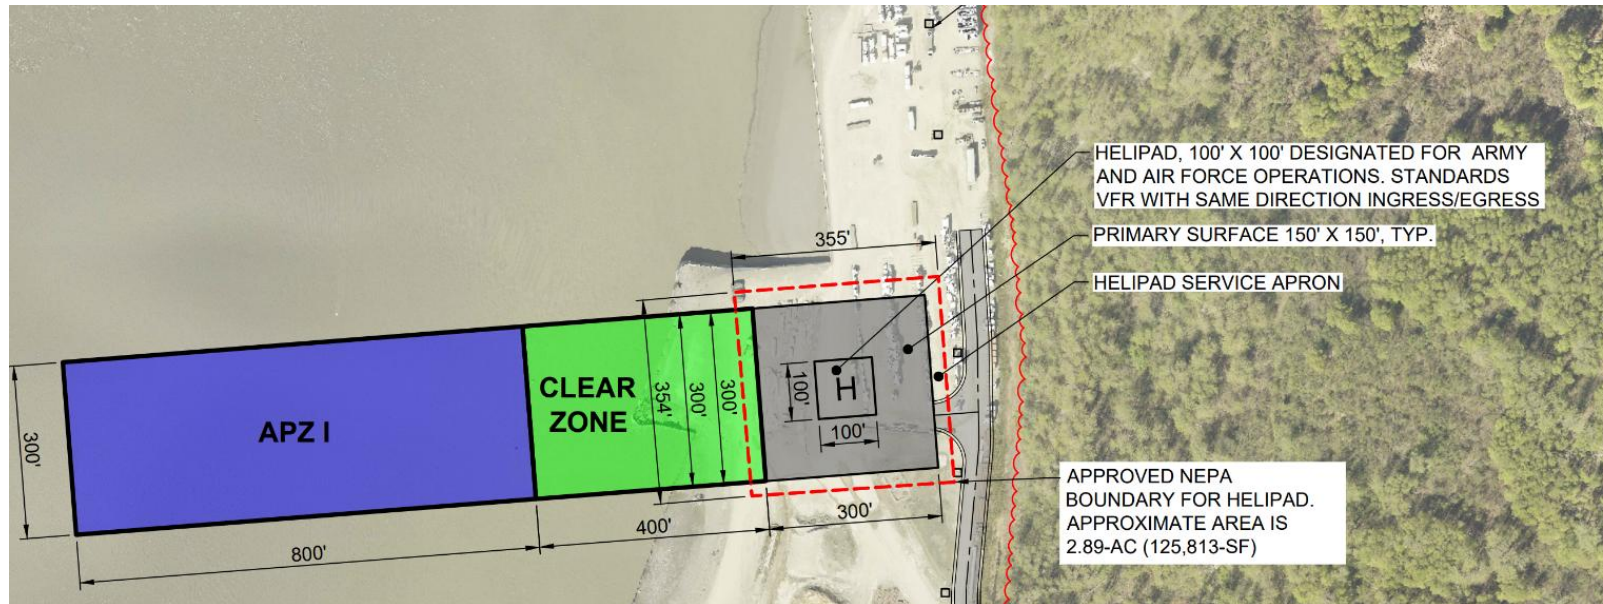 HELIPAD, 100' X 100' DESIGNATED FOR ARMY
AND AIR FORCE OPERATIONS. STANDARDS
VFR WITH SAME DIRECTION INGRESS/EGRESS
355'
PRIMARY SURFACE 150' X 150', TYP.
HELIPAD SERVICE APRON
300'
APZ I
CLEAR
ZONE
354'
300'
300'
100'
H
100'
800'
400'
300'
APPROVED NEPA
BOUNDARY FOR HELIPAD.
APPROXIMATE AREA IS
2.89-AC (125,813-SF)